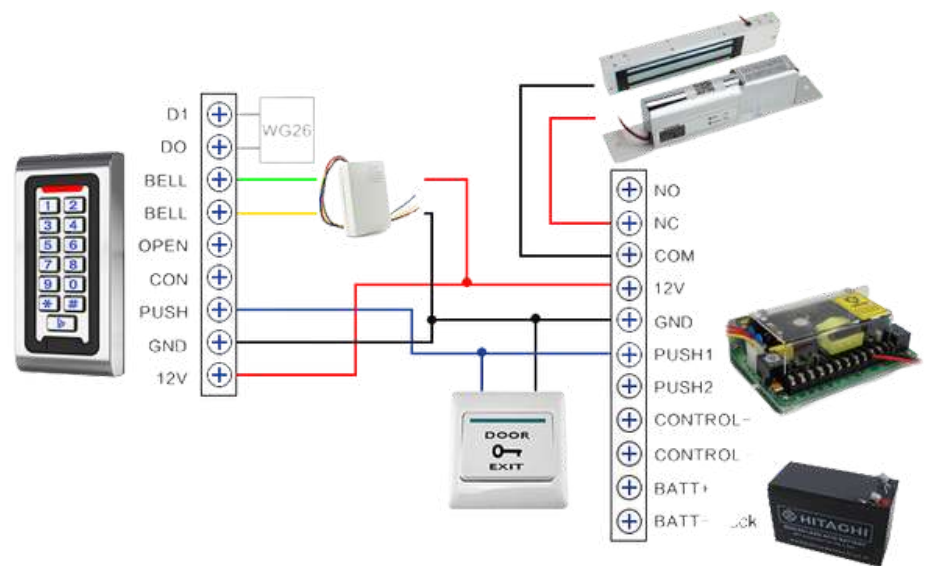 D1
DO
BELL
BELL
OPEN
CON
PUSH
GND
12V
WG26
1 2
3 4
5 6
7 8
9 0
* #
DOOR
EXIT
NO
NC
COM
12V
GND
PUSH1
PUSH2
CONTROL-
CONTROL
BATT+
BATT-
HITAGHI